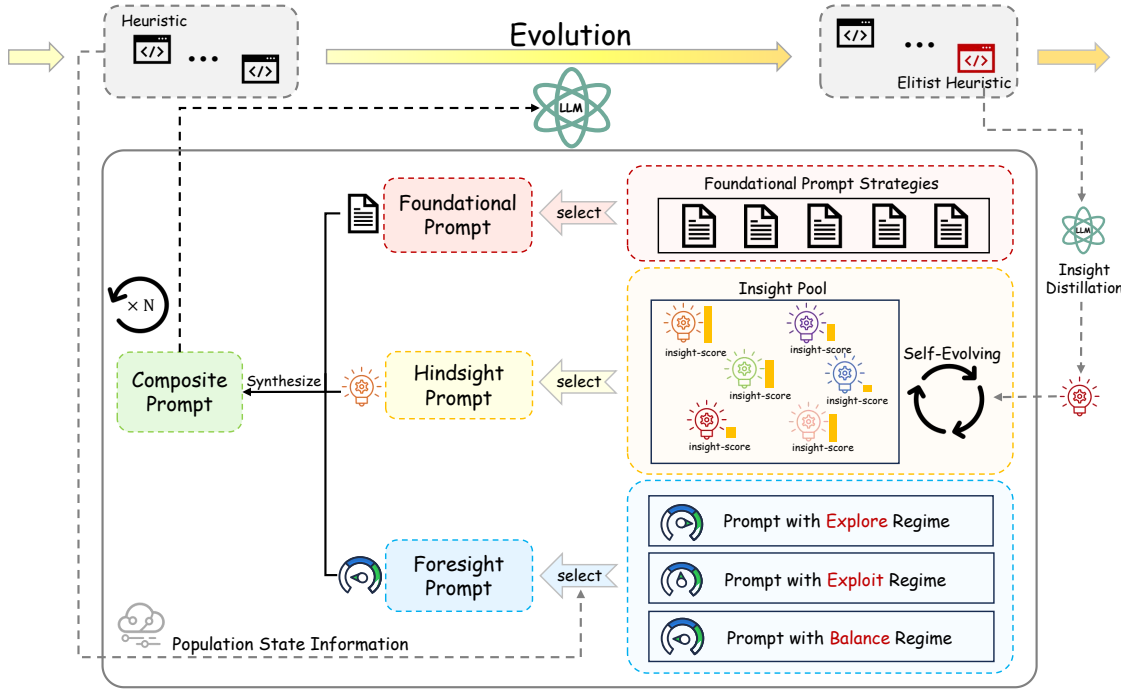 Heuristic
</>
</>
Evolution
</>
</>
Elitist Heuristic
LLM
Foundational
Prompt
select
Foundational Prompt Strategies
LLM
Insight
Distillation
× N
Composite
Prompt
Synthesize
Hindsight
Prompt
select
Insight Pool
insight-score
insight-score
insight-score
insight-score
insight-score
insight-score
Self-Evolving
Foresight
Prompt
select
Prompt with Explore Regime
Prompt with Exploit Regime
Prompt with Balance Regime
Population State Information